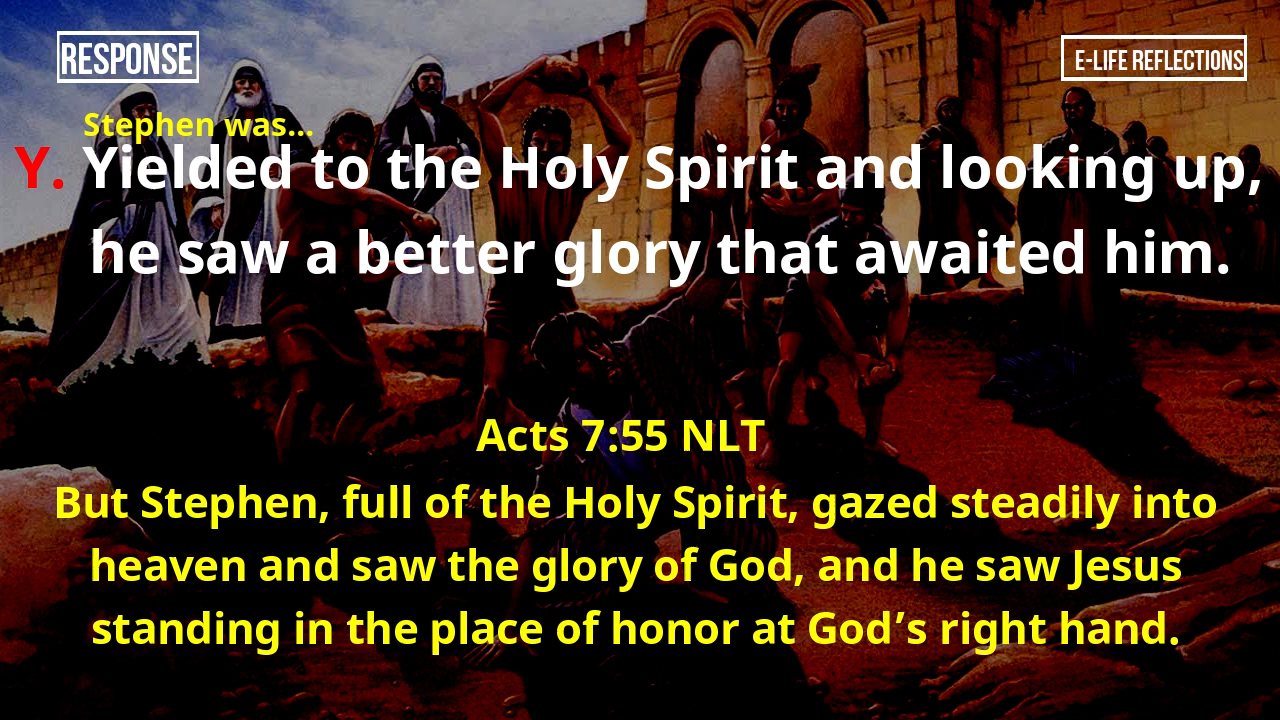 RESPONSE
E-LIFE REFLECTIONS
Stephen was...
Y. Yielded to the Holy Spirit and looking up,
he saw a better glory that awaited him.
Acts 7:55 NLT
But Stephen, full of the Holy Spirit, gazed steadily into
heaven and saw the glory of God, and he saw Jesus
standing in the place of honor at God’s right hand.